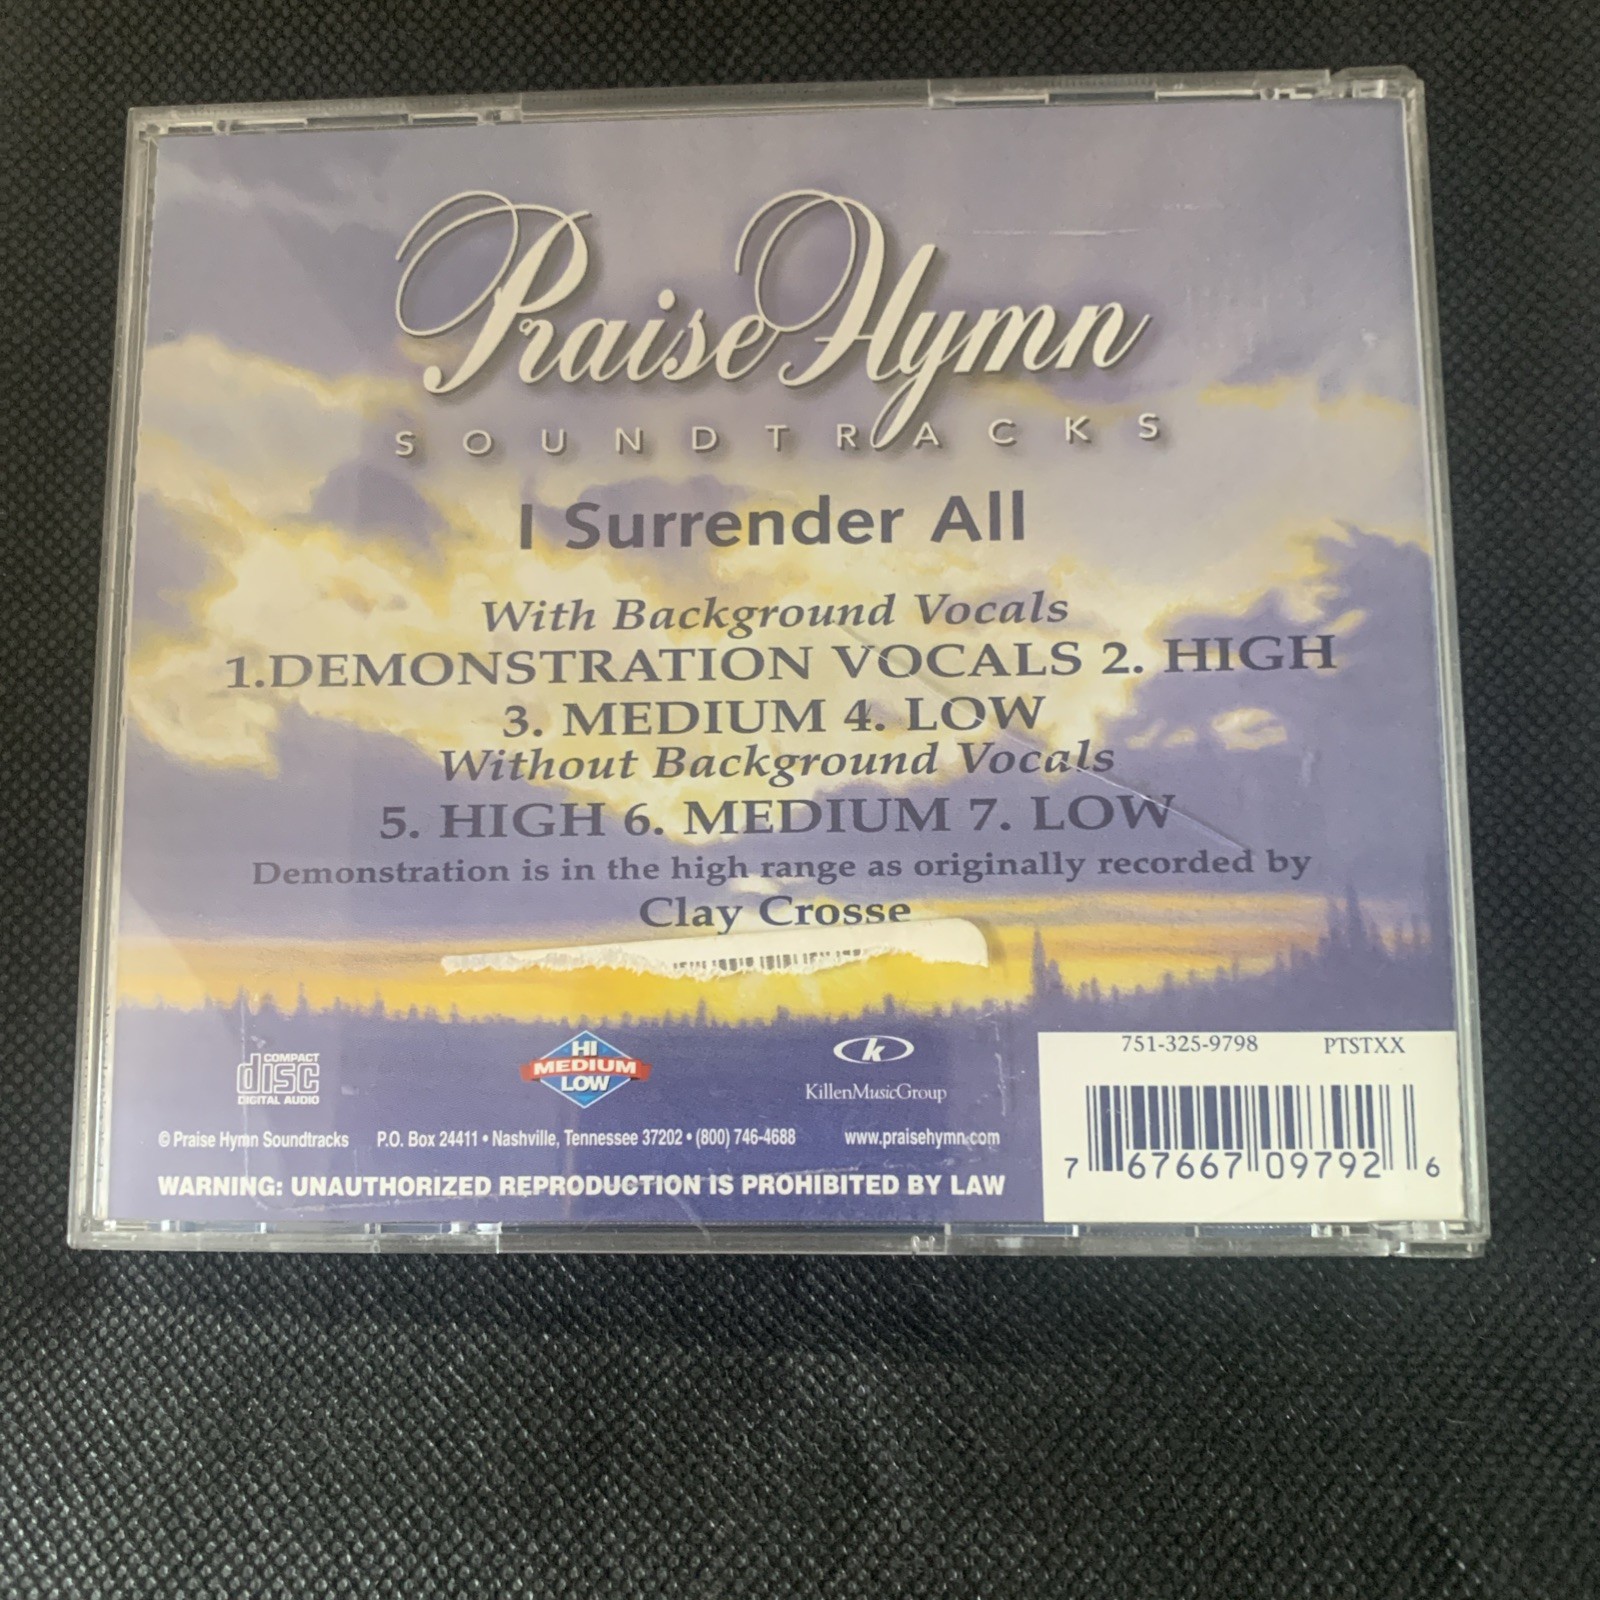 Praise Hymn
SOUNDTRACKS
I Surrender All
With Background Vocals
1.DEMONSTRATION VOCALS 2. HIGH
3. MEDIUM 4. LOW
Without Background Vocals
5. HIGH 6. MEDIUM 7. LOW
Demonstration is in the high range as originally recorded by
Clay Crosse
751-325-9798 PTSTXX
COMPACT
disc
DIGITAL AUDIO
HI
MEDIUM
LOW
k
KillenMusicGroup
7 67667 09792 6
© Praise Hymn Soundtracks P.O. Box 24411 • Nashville, Tennessee 37202 • (800) 746-4688 www.praisehymn.com
WARNING: UNAUTHORIZED REPRODUCTION IS PROHIBITED BY LAW